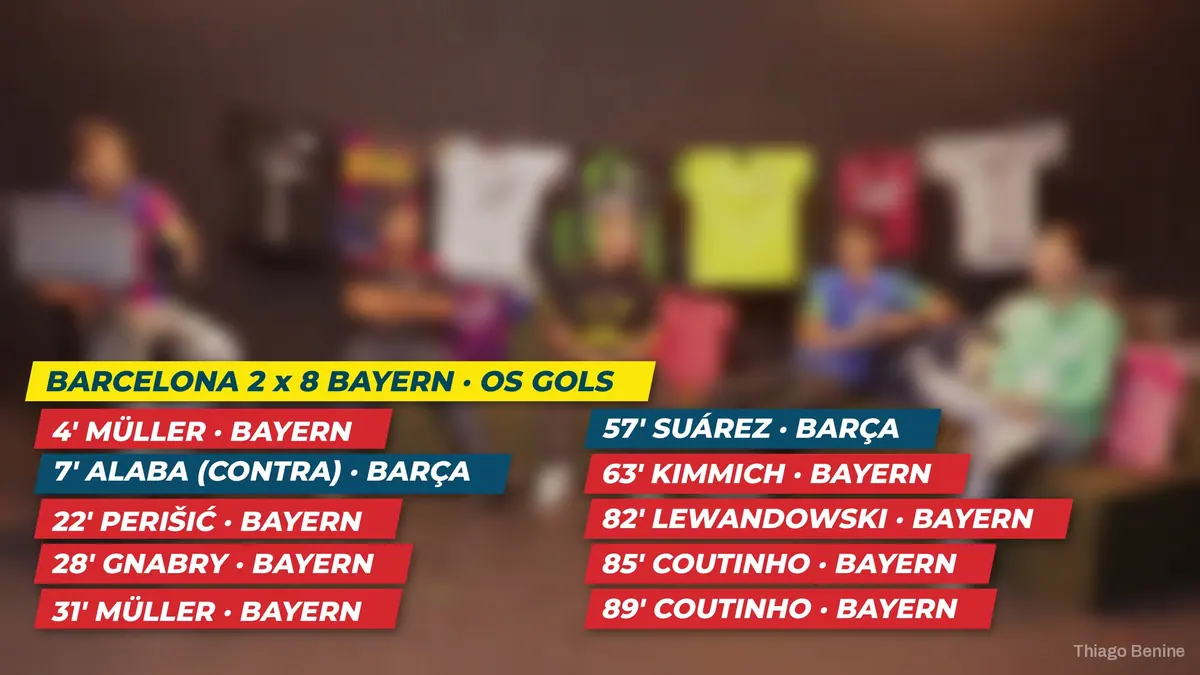 BARCELONA 2 x 8 BAYERN • OS GOLS
4' MÜLLER • BAYERN
7' ALABA (CONTRA) • BARÇA
22' PERIŠIĆ • BAYERN
28' GNABRY • BAYERN
31' MÜLLER • BAYERN
57' SUÁREZ • BARÇA
63' KIMMICH • BAYERN
82' LEWANDOWSKI • BAYERN
85' COUTINHO • BAYERN
89' COUTINHO • BAYERN
Thiago Benine